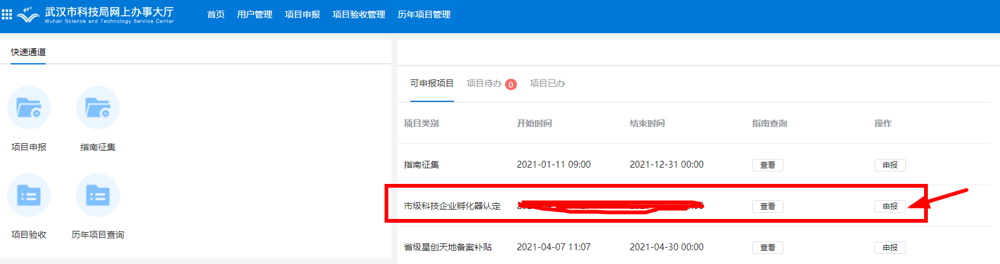 武汉市科技局网上办事大厅
Wuhan Science and Technology Service Center
首页 用户管理 项目申报 项目验收管理 历年项目管理
快速通道
项目申报 指南征集
项目验收 历年项目查询
可申报项目 项目待办 0 项目已办
项目类别 开始时间 结束时间 指南查询 操作
指南征集 2021-01-11 09:00 2021-12-31 00:00 查看 申报
市级科技企业孵化器认定 查看 申报
省级星创天地备案补贴 2021-04-07 11:07 2021-04-30 00:00 查看 申报